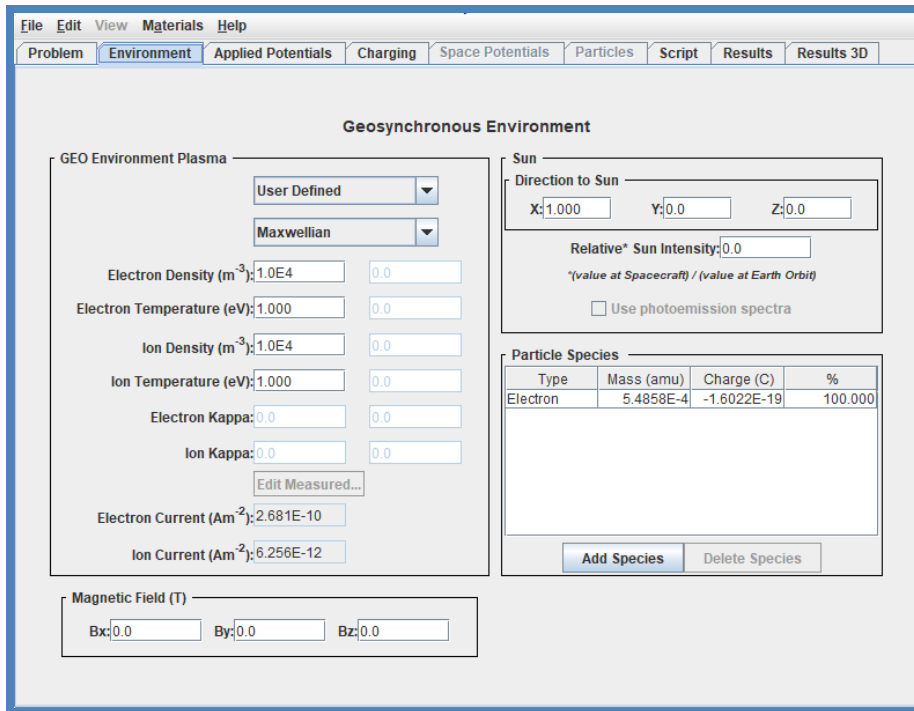 File Edit View Materials Help
Problem Environment Applied Potentials Charging Space Potentials Particles Script Results Results 3D
Geosynchronous Environment
GEO Environment Plasma
User Defined
Maxwellian
Electron Density (m-3): 1.0E4 0.0
Electron Temperature (eV): 1.000 0.0
Ion Density (m-3): 1.0E4 0.0
Ion Temperature (eV): 1.000 0.0
Electron Kappa: 0.0 0.0
Ion Kappa: 0.0 0.0
Edit Measured...
Electron Current (Am-2): 2.681E-10
Ion Current (Am-2): 6.256E-12
Sun
Direction to Sun
X: 1.000 Y: 0.0 Z: 0.0
Relative* Sun Intensity: 0.0
*(value at Spacecraft) / (value at Earth Orbit)
Use photoemission spectra
Particle Species
Type Mass (amu) Charge (C) %
Electron 5.4858E-4 -1.6022E-19 100.000
Add Species Delete Species
Magnetic Field (T)
Bx: 0.0 By: 0.0 Bz: 0.0